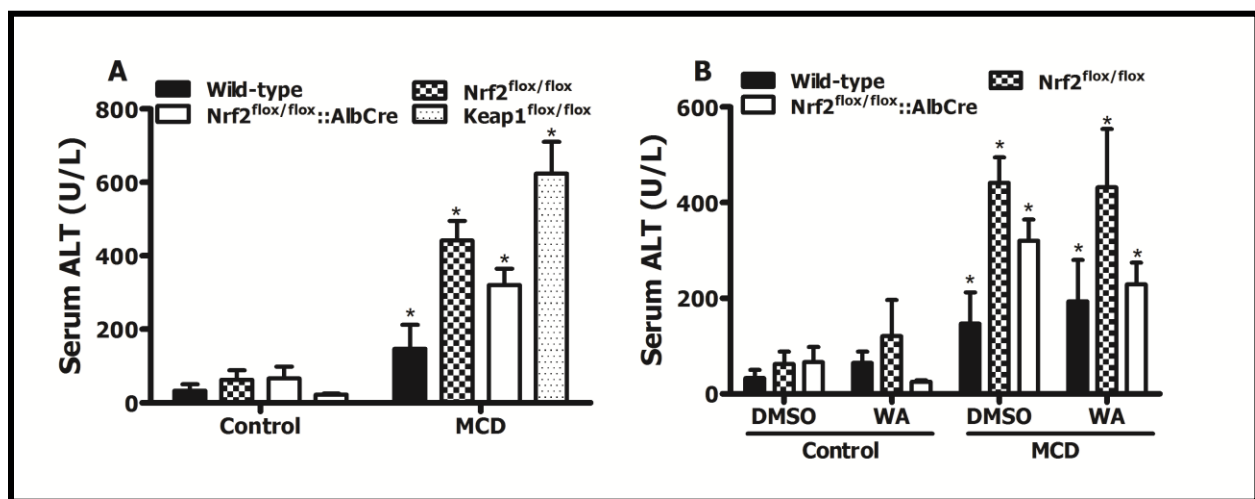 A
Wild-type
Nrf2flox/flox
Nrf2flox/flox::AlbCre
Keap1flox/flox
Serum ALT (U/L)
800
600
400
200
0
*
*
*
*
Control
MCD
B
Wild-type
Nrf2flox/flox
Nrf2flox/flox::AlbCre
Serum ALT (U/L)
600
400
200
0
*
*
*
*
*
*
DMSO
WA
DMSO
WA
Control
MCD